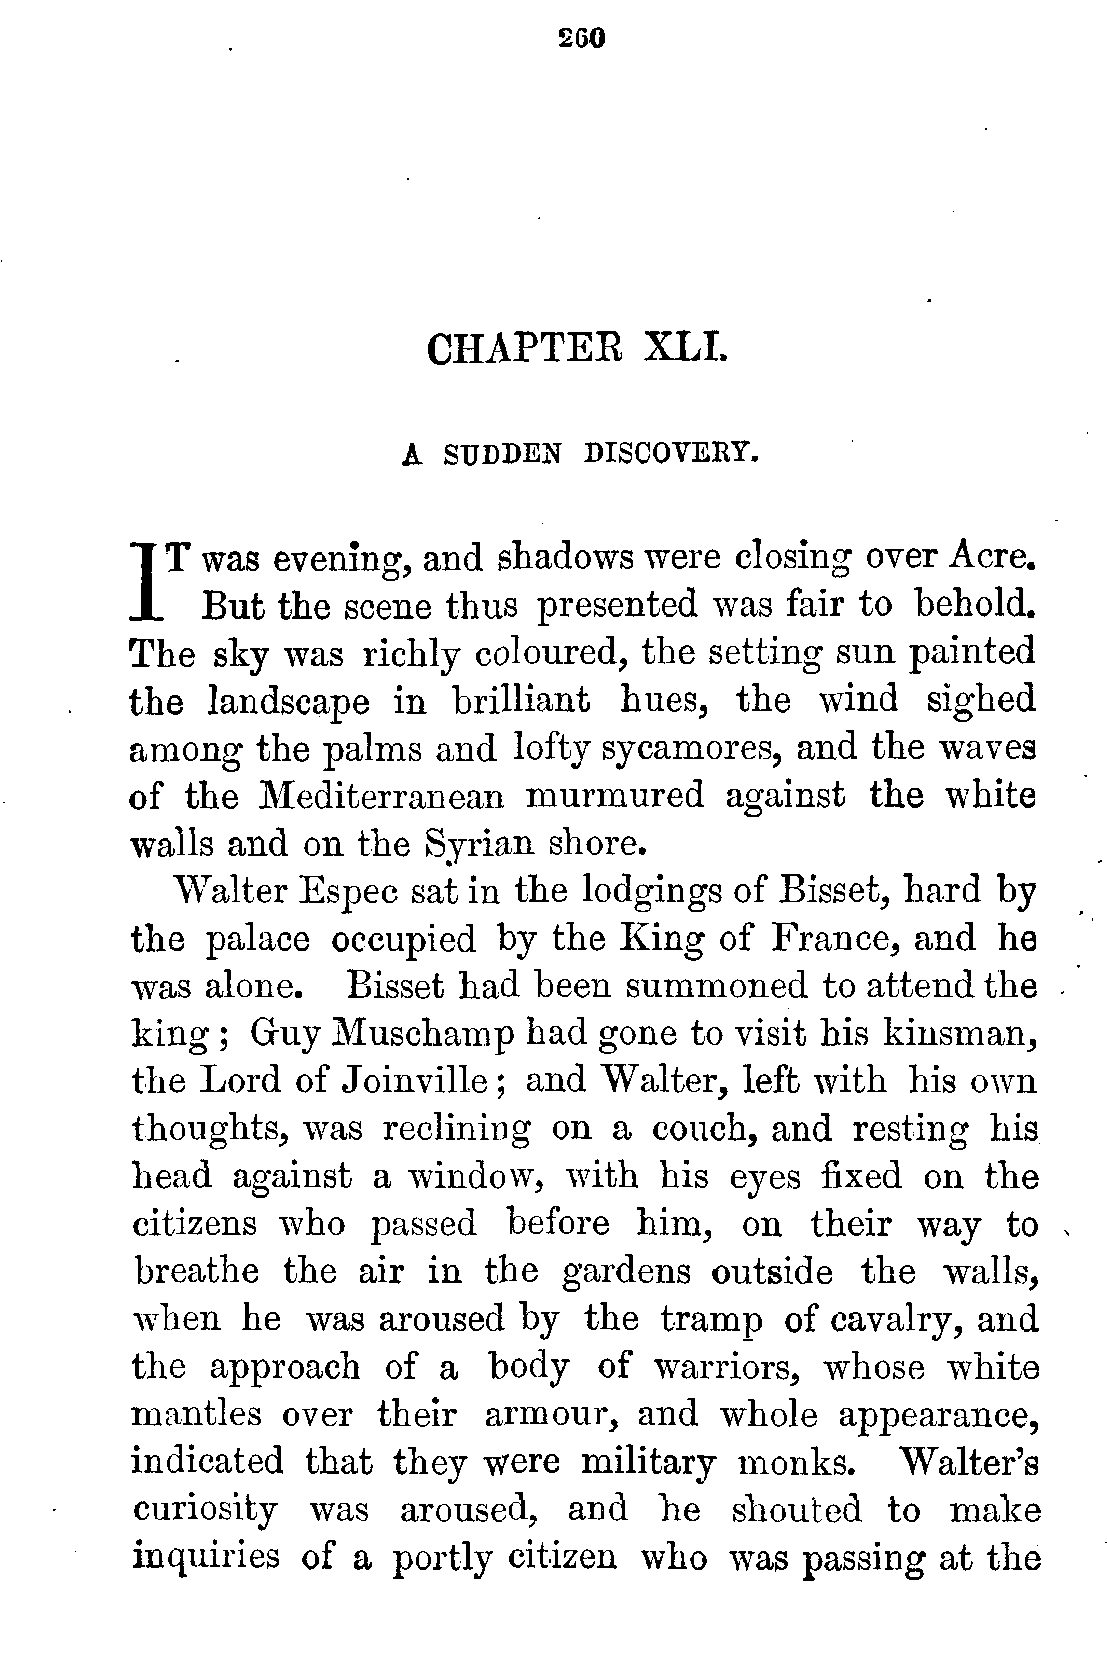 260
CHAPTER XLI.
A SUDDEN DISCOVERY.
IT was evening, and shadows were closing over Acre.
But the scene thus presented was fair to behold.
The sky was richly coloured, the setting sun painted
the landscape in brilliant hues, the wind sighed
among the palms and lofty sycamores, and the waves
of the Mediterranean murmured against the white
walls and on the Syrian shore.
Walter Espec sat in the lodgings of Bisset, hard by
the palace occupied by the King of France, and he
was alone. Bisset had been summoned to attend the
king; Guy Muschamp had gone to visit his kinsman,
the Lord of Joinville; and Walter, left with his own
thoughts, was reclining on a couch, and resting his
head against a window, with his eyes fixed on the
citizens who passed before him, on their way to
breathe the air in the gardens outside the walls,
when he was aroused by the tramp of cavalry, and
the approach of a body of warriors, whose white
mantles over their armour, and whole appearance,
indicated that they were military monks. Walter's
curiosity was aroused, and he shouted to make
inquiries of a portly citizen who was passing at the